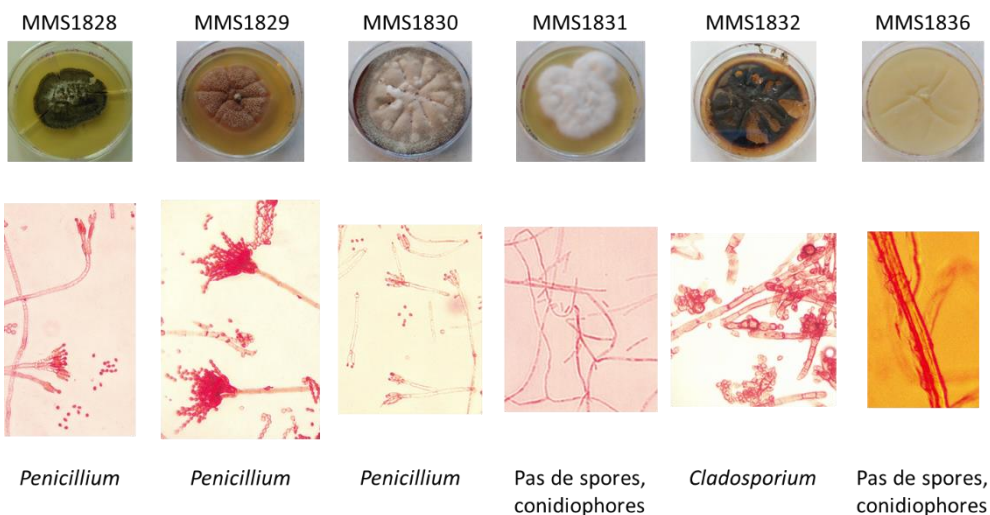 MMS1828 MMS1829 MMS1830 MMS1831 MMS1832 MMS1836
Penicillium Penicillium Penicillium Pas de spores, Cladosporium Pas de spores,
conidiophores conidiophores